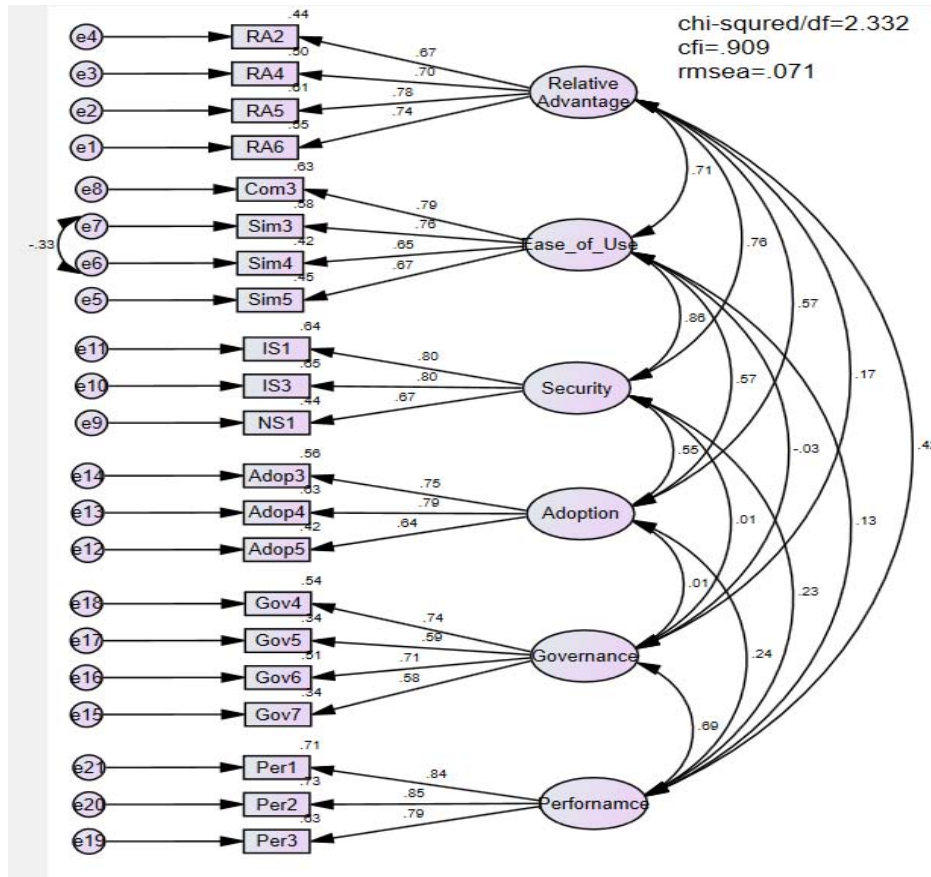 chi-squred/df=2.332
cfi=.909
rmsea=.071
.44
e4 RA2
.67
.50
e3 RA4
.70
.61
e2 RA5
.78
.55
e1 RA6
.74
Relative
Advantage
.63
e8 Com3
.79
.58
e7 Sim3
.76
.42
e6 Sim4
.65
.45
e5 Sim5
.67
-.33
Ease_of_Use
.64
e11 IS1
.80
.65
e10 IS3
.80
.44
e9 NS1
.67
Security
.56
e14 Adop3
.75
.63
e13 Adop4
.79
.42
e12 Adop5
.64
Adoption
.54
e18 Gov4
.74
.34
e17 Gov5
.59
.51
e16 Gov6
.71
.34
e15 Gov7
.58
Governance
.71
e21 Per1
.84
.73
e20 Per2
.85
.63
e19 Per3
.79
Perfornamce
.71
.76
.57
.17
.86
.57
-.03
.13
.55
.01
.23
.01
.24
.69